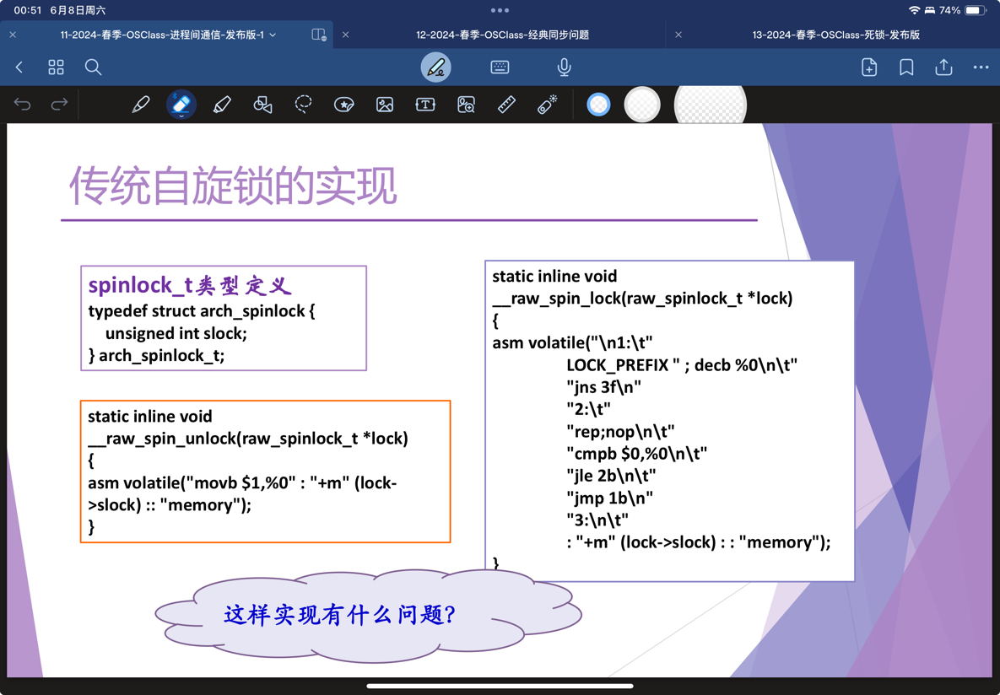 00:51 6月8日周六
74%
11-2024-春季-OSClass-进程间通信-发布版-1
12-2024-春季-OSClass-经典同步问题
13-2024-春季-OSClass-死锁-发布版
传统自旋锁的实现
spinlock_t类型定义
typedef struct arch_spinlock {
unsigned int slock;
} arch_spinlock_t;
static inline void
__raw_spin_unlock(raw_spinlock_t *lock)
{
asm volatile("movb $1,%0" : "+m" (lock-
>slock) :: "memory");
}
static inline void
__raw_spin_lock(raw_spinlock_t *lock)
{
asm volatile("\n1:\t"
LOCK_PREFIX " ; decb %0\n\t"
"jns 3f\n"
"2:\t"
"rep;nop\n\t"
"cmpb $0,%0\n\t"
"jle 2b\n\t"
"jmp 1b\n"
"3:\n\t"
: "+m" (lock->slock) : : "memory");
}
这样实现有什么问题?